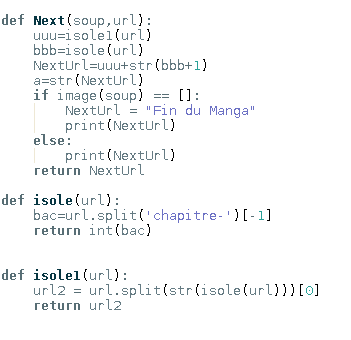 def Next(soup,url):
    uuu=isole1(url)
    bbb=isole(url)
    NextUrl=uuu+str(bbb+1)
    a=str(NextUrl)
    if image(soup) == []:
        NextUrl = "Fin du Manga"
        print(NextUrl)
    else:
        print(NextUrl)
    return NextUrl
def isole(url):
    bac=url.split('chapitre-')[-1]
    return int(bac)
def isole1(url):
    url2 = url.split(str(isole(url)))[0]
    return url2